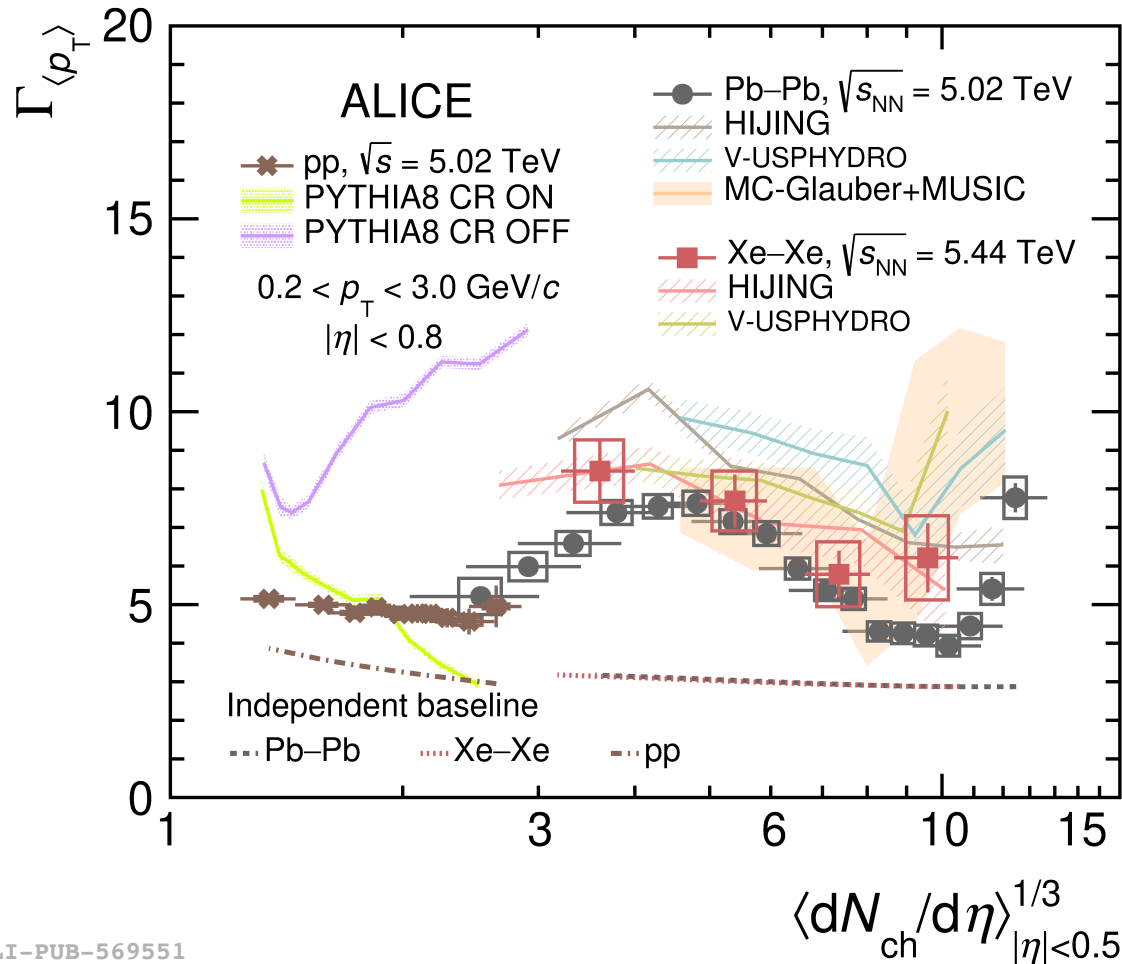 20
Γ⟨pT⟩
ALICE
pp, √s = 5.02 TeV
PYTHIA8 CR ON
PYTHIA8 CR OFF
0.2 < pT < 3.0 GeV/c
|η| < 0.8
Pb–Pb, √sNN = 5.02 TeV
HIJING
V-USPHYDRO
MC-Glauber+MUSIC
Xe–Xe, √sNN = 5.44 TeV
HIJING
V-USPHYDRO
15
10
5
Independent baseline
Pb–Pb Xe–Xe pp
0
1 3 6 10 15
⟨dNch/dη⟩1/3|η|<0.5
LI-PUB-569551